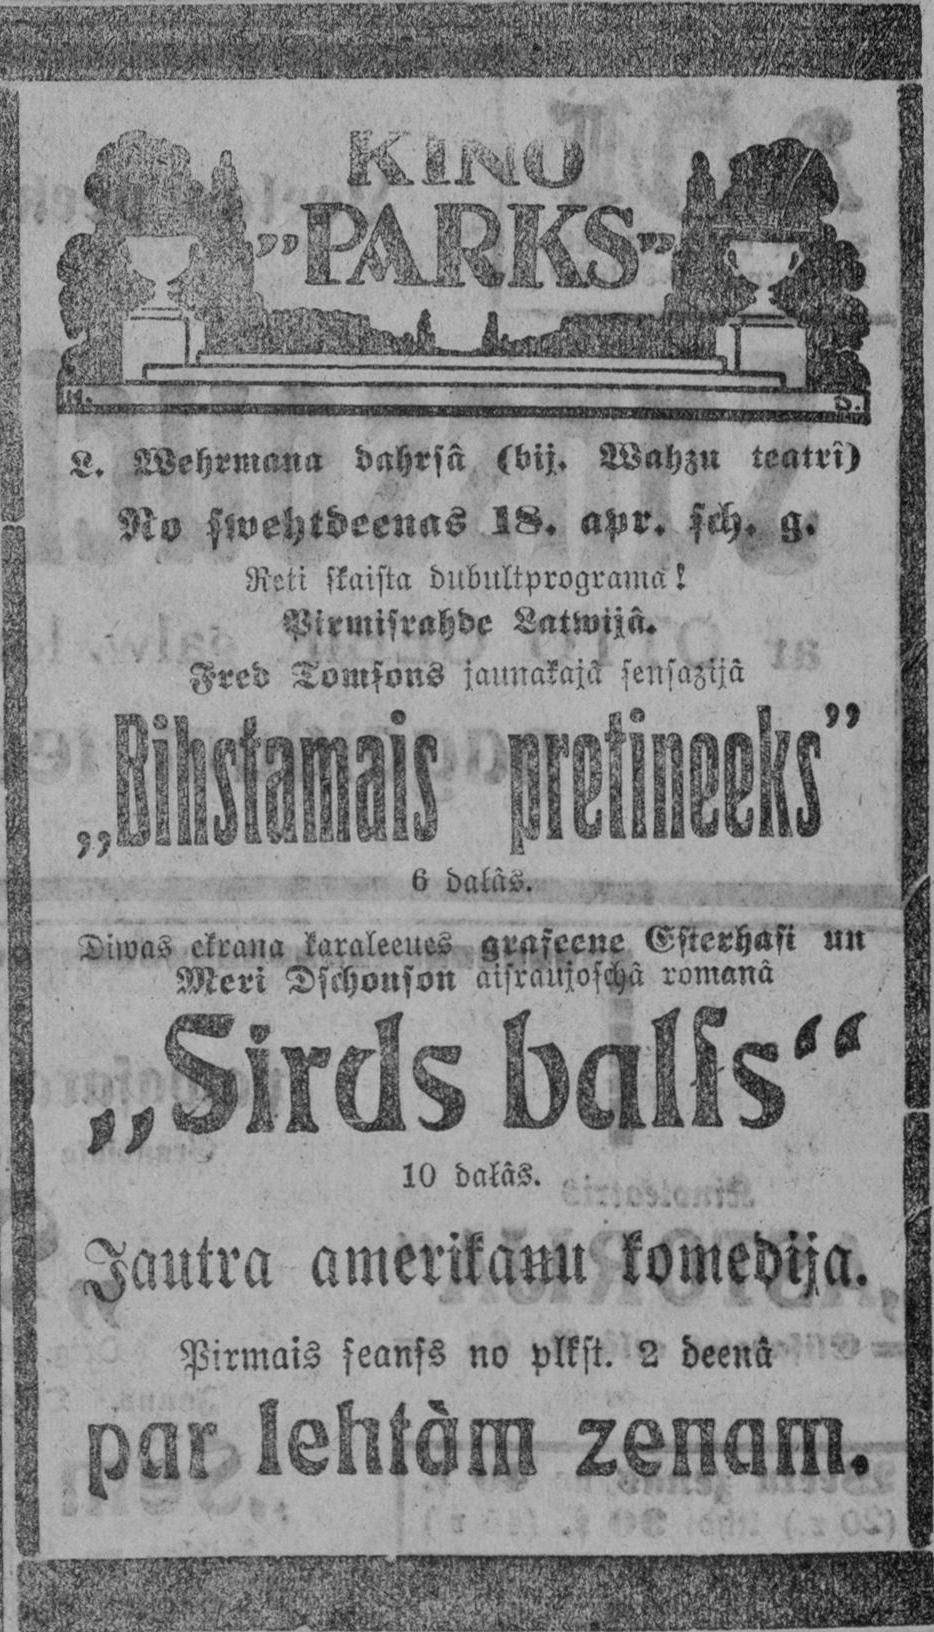 KINO
"PARKS"
H. S.
L. Wehrmana dahrsâ (bij. Wahzu teatrî)
No swehtdeenas 18. apr. sch. g.
Reti skaista dubultprograma!
Pirmisrahde Latwijâ.
Fred Tomsons jaunakajâ sensazijâ
„Bihstamais pretineeks”
6 daļâs.
Diwas ekrana karaleenes grafeene Esterhasi un
Meri Dschonson aisraujoschâ romanâ
„Sirds balss“
10 daļâs.
Jautra amerikaņu komedija.
Pirmais seanss no plkst. 2 deenâ
par lehtàm zenam.